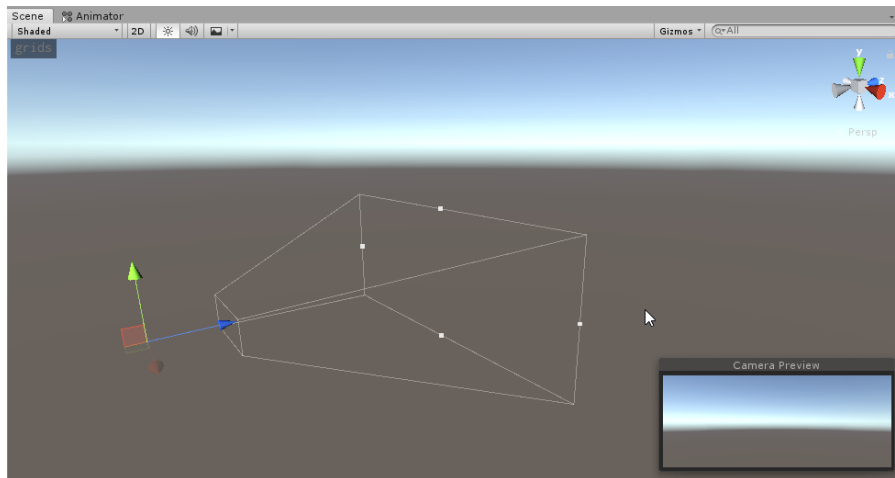 Scene Animator
Shaded 2D Gizmos All
grids
y
z
x
Persp
Camera Preview